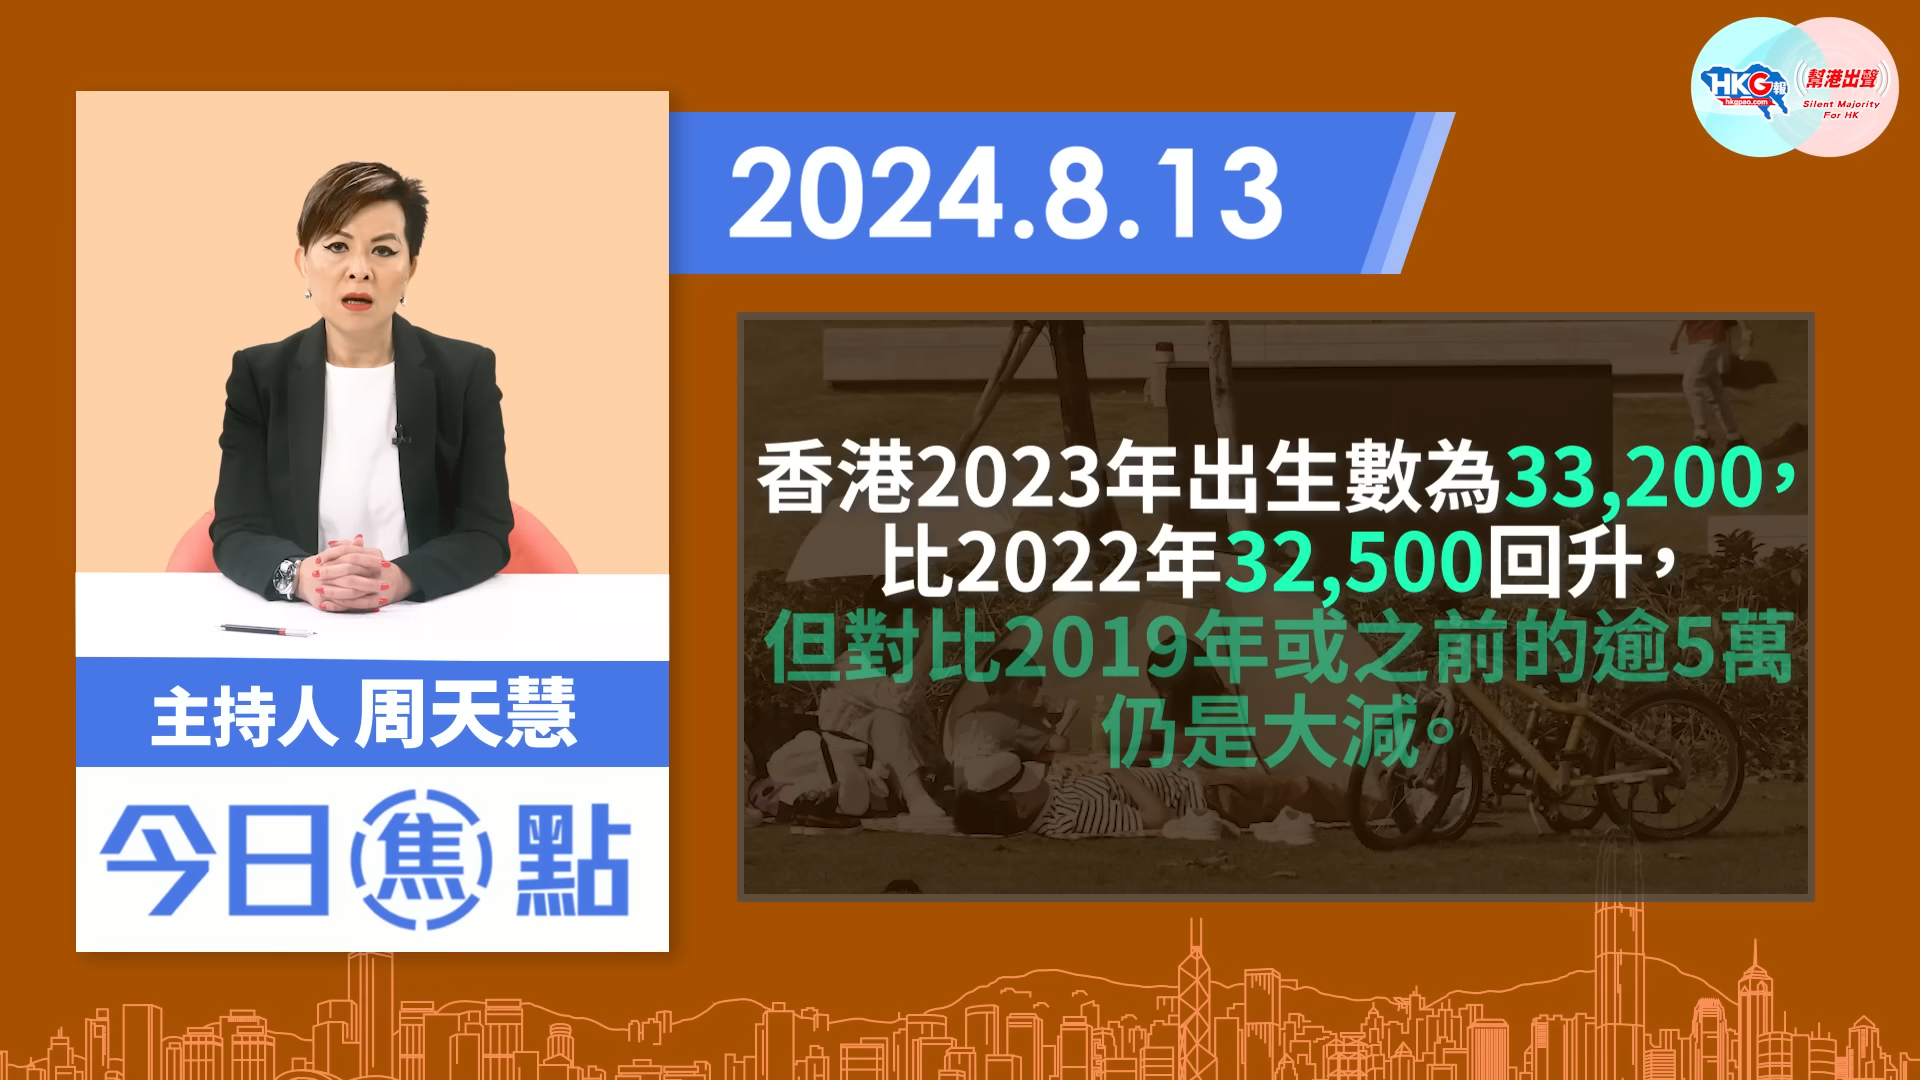 HKG報
hkgpao.com
幫港出聲
Silent Majority
For HK
2024.8.13
香港2023年出生數為33,200，
比2022年32,500回升，
但對比2019年或之前的逾5萬
仍是大減。
主持人 周天慧
今日焦點